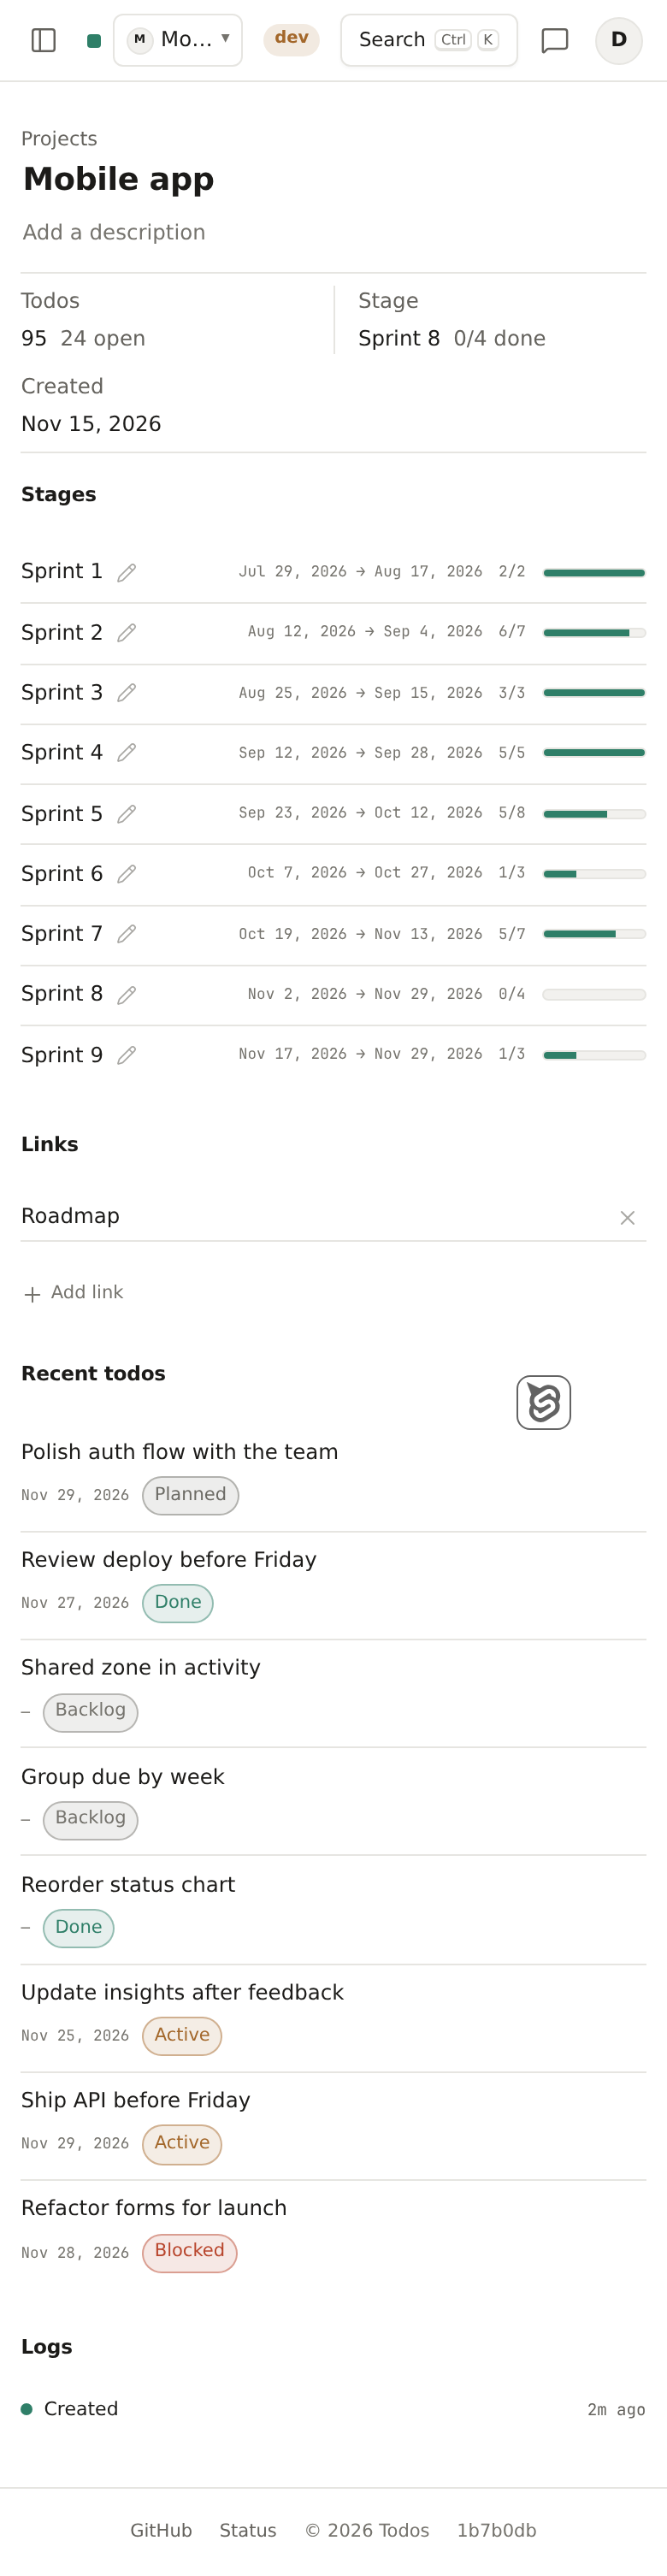 M Mo... ▼ dev Search Ctrl K D
Projects
Mobile app
Add a description
Todos Stage
95 24 open Sprint 8 0/4 done
Created
Nov 15, 2026
Stages
Sprint 1 Jul 29, 2026 → Aug 17, 2026 2/2
Sprint 2 Aug 12, 2026 → Sep 4, 2026 6/7
Sprint 3 Aug 25, 2026 → Sep 15, 2026 3/3
Sprint 4 Sep 12, 2026 → Sep 28, 2026 5/5
Sprint 5 Sep 23, 2026 → Oct 12, 2026 5/8
Sprint 6 Oct 7, 2026 → Oct 27, 2026 1/3
Sprint 7 Oct 19, 2026 → Nov 13, 2026 5/7
Sprint 8 Nov 2, 2026 → Nov 29, 2026 0/4
Sprint 9 Nov 17, 2026 → Nov 29, 2026 1/3
Links
Roadmap
Add link
Recent todos
Polish auth flow with the team
Nov 29, 2026 Planned
Review deploy before Friday
Nov 27, 2026 Done
Shared zone in activity
– Backlog
Group due by week
– Backlog
Reorder status chart
– Done
Update insights after feedback
Nov 25, 2026 Active
Ship API before Friday
Nov 29, 2026 Active
Refactor forms for launch
Nov 28, 2026 Blocked
Logs
Created 2m ago
GitHub Status © 2026 Todos 1b7b0db